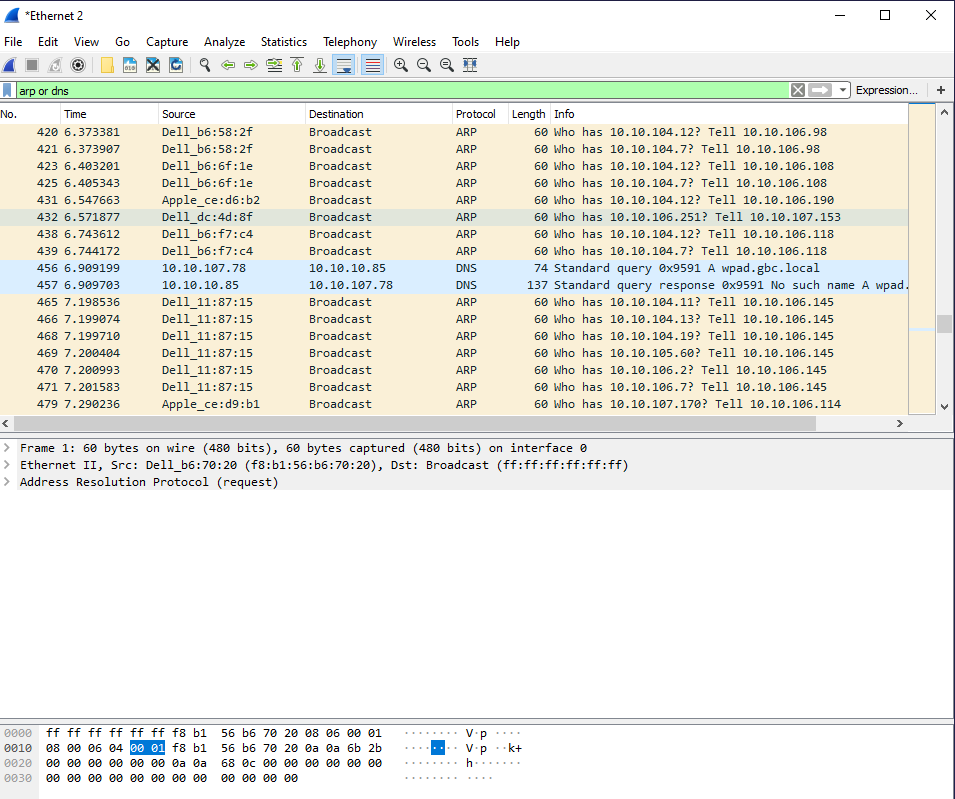 *Ethernet 2
File Edit View Go Capture Analyze Statistics Telephony Wireless Tools Help
arp or dns Expression... +
No. Time Source Destination Protocol Length Info
420 6.373381 Dell_b6:58:2f Broadcast ARP 60 Who has 10.10.104.12? Tell 10.10.106.98
421 6.373907 Dell_b6:58:2f Broadcast ARP 60 Who has 10.10.104.7? Tell 10.10.106.98
423 6.403201 Dell_b6:6f:1e Broadcast ARP 60 Who has 10.10.104.12? Tell 10.10.106.108
425 6.405343 Dell_b6:6f:1e Broadcast ARP 60 Who has 10.10.104.7? Tell 10.10.106.108
431 6.547663 Apple_ce:d6:b2 Broadcast ARP 60 Who has 10.10.104.12? Tell 10.10.106.190
432 6.571877 Dell_dc:4d:8f Broadcast ARP 60 Who has 10.10.106.251? Tell 10.10.107.153
438 6.743612 Dell_b6:f7:c4 Broadcast ARP 60 Who has 10.10.104.12? Tell 10.10.106.118
439 6.744172 Dell_b6:f7:c4 Broadcast ARP 60 Who has 10.10.104.7? Tell 10.10.106.118
456 6.909199 10.10.107.78 10.10.10.85 DNS 74 Standard query 0x9591 A wpad.gbc.local
457 6.909703 10.10.10.85 10.10.107.78 DNS 137 Standard query response 0x9591 No such name A wpad.
465 7.198536 Dell_11:87:15 Broadcast ARP 60 Who has 10.10.104.11? Tell 10.10.106.145
466 7.199074 Dell_11:87:15 Broadcast ARP 60 Who has 10.10.104.13? Tell 10.10.106.145
468 7.199710 Dell_11:87:15 Broadcast ARP 60 Who has 10.10.104.19? Tell 10.10.106.145
469 7.200404 Dell_11:87:15 Broadcast ARP 60 Who has 10.10.105.60? Tell 10.10.106.145
470 7.200993 Dell_11:87:15 Broadcast ARP 60 Who has 10.10.106.2? Tell 10.10.106.145
471 7.201583 Dell_11:87:15 Broadcast ARP 60 Who has 10.10.106.7? Tell 10.10.106.145
479 7.290236 Apple_ce:d9:b1 Broadcast ARP 60 Who has 10.10.107.170? Tell 10.10.106.114
Frame 1: 60 bytes on wire (480 bits), 60 bytes captured (480 bits) on interface 0
Ethernet II, Src: Dell_b6:70:20 (f8:b1:56:b6:70:20), Dst: Broadcast (ff:ff:ff:ff:ff:ff)
Address Resolution Protocol (request)
0000 ff ff ff ff ff ff f8 b1 56 b6 70 20 08 06 00 01 ········ V·p ····
0010 08 00 06 04 00 01 f8 b1 56 b6 70 20 0a 0a 6b 2b ········ V·p ··k+
0020 00 00 00 00 00 00 0a 0a 68 0c 00 00 00 00 00 00 ········ h·······
0030 00 00 00 00 00 00 00 00 00 00 00 00 ········ ····